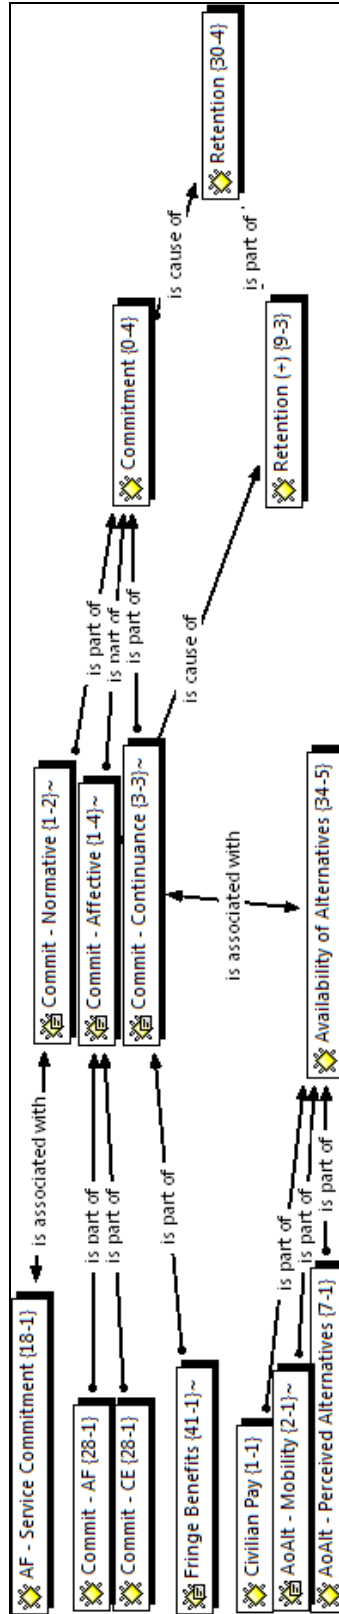 AF - Service Commitment {18-1}
is associated with
Commit - Normative {1-2}~
is part of
Commit - AF {28-1}
is part of
Commit - Affective {1-4}~
is part of
Commitment {0-4}
is cause of
Retention {30-4}
Commit - CE {28-1}
is part of
Commit - Continuance {3-3}~
is part of
is cause of
Retention (+) {9-3}
is part of
Fringe Benefits {41-1}~
is part of
is associated with
Civilian Pay {1-1}
is part of
AoAlt - Mobility {2-1}~
is part of
Availability of Alternatives {34-5}
AoAlt - Perceived Alternatives {7-1}
is part of